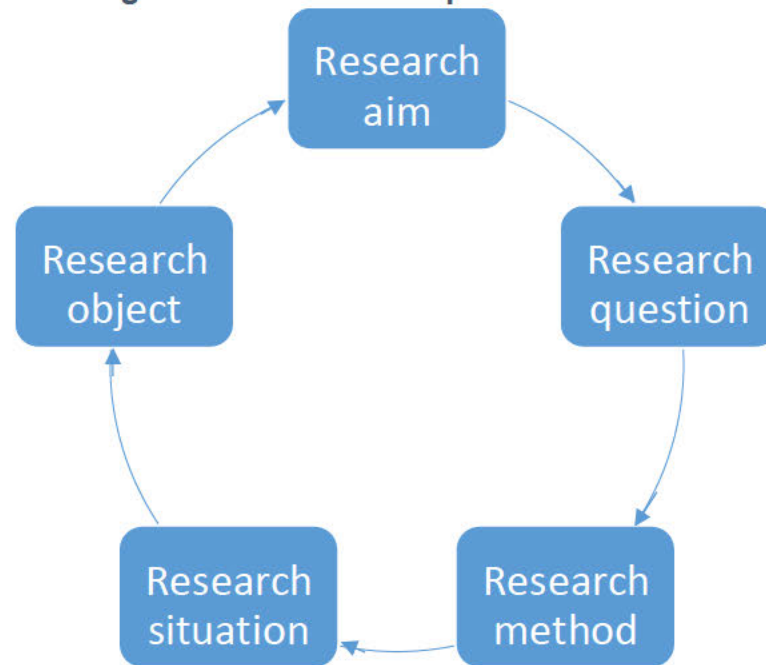 Research
aim
Research
question
Research
method
Research
situation
Research
object